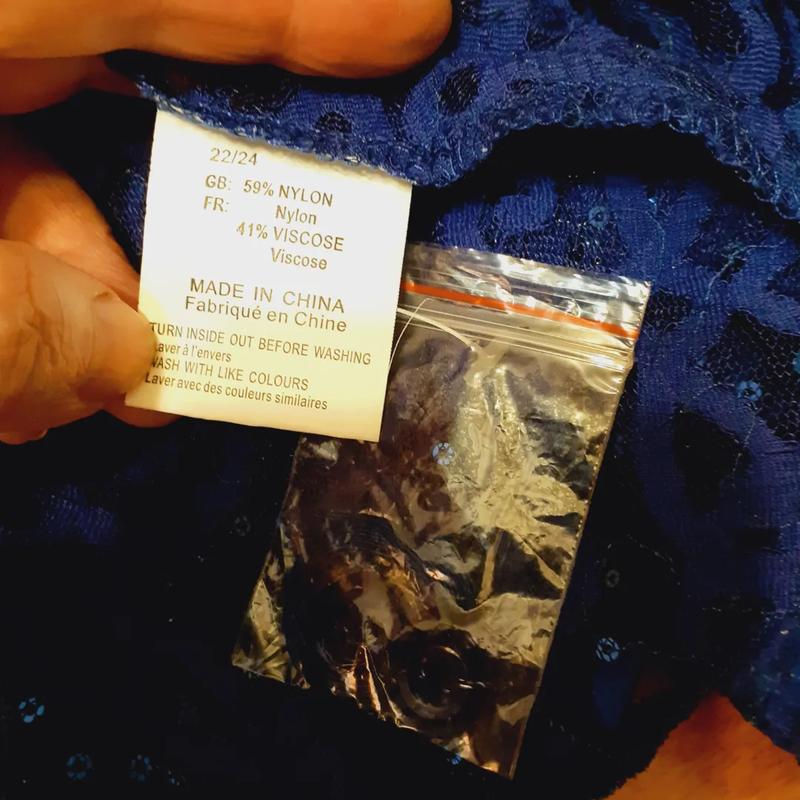 22/24
GB: 59% NYLON
FR: Nylon
41% VISCOSE
Viscose
MADE IN CHINA
Fabriqué en Chine
TURN INSIDE OUT BEFORE WASHING
Laver à l'envers
WASH WITH LIKE COLOURS
Laver avec des couleurs similaires